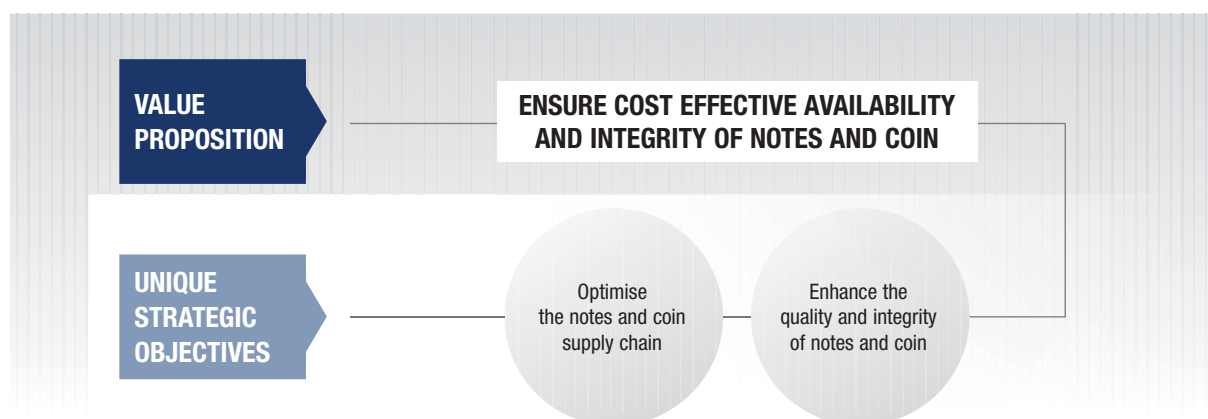 VALUE
PROPOSITION
ENSURE COST EFFECTIVE AVAILABILITY
AND INTEGRITY OF NOTES AND COIN
UNIQUE
STRATEGIC
OBJECTIVES
Optimise
the notes and coin
supply chain
Enhance the
quality and integrity
of notes and coin